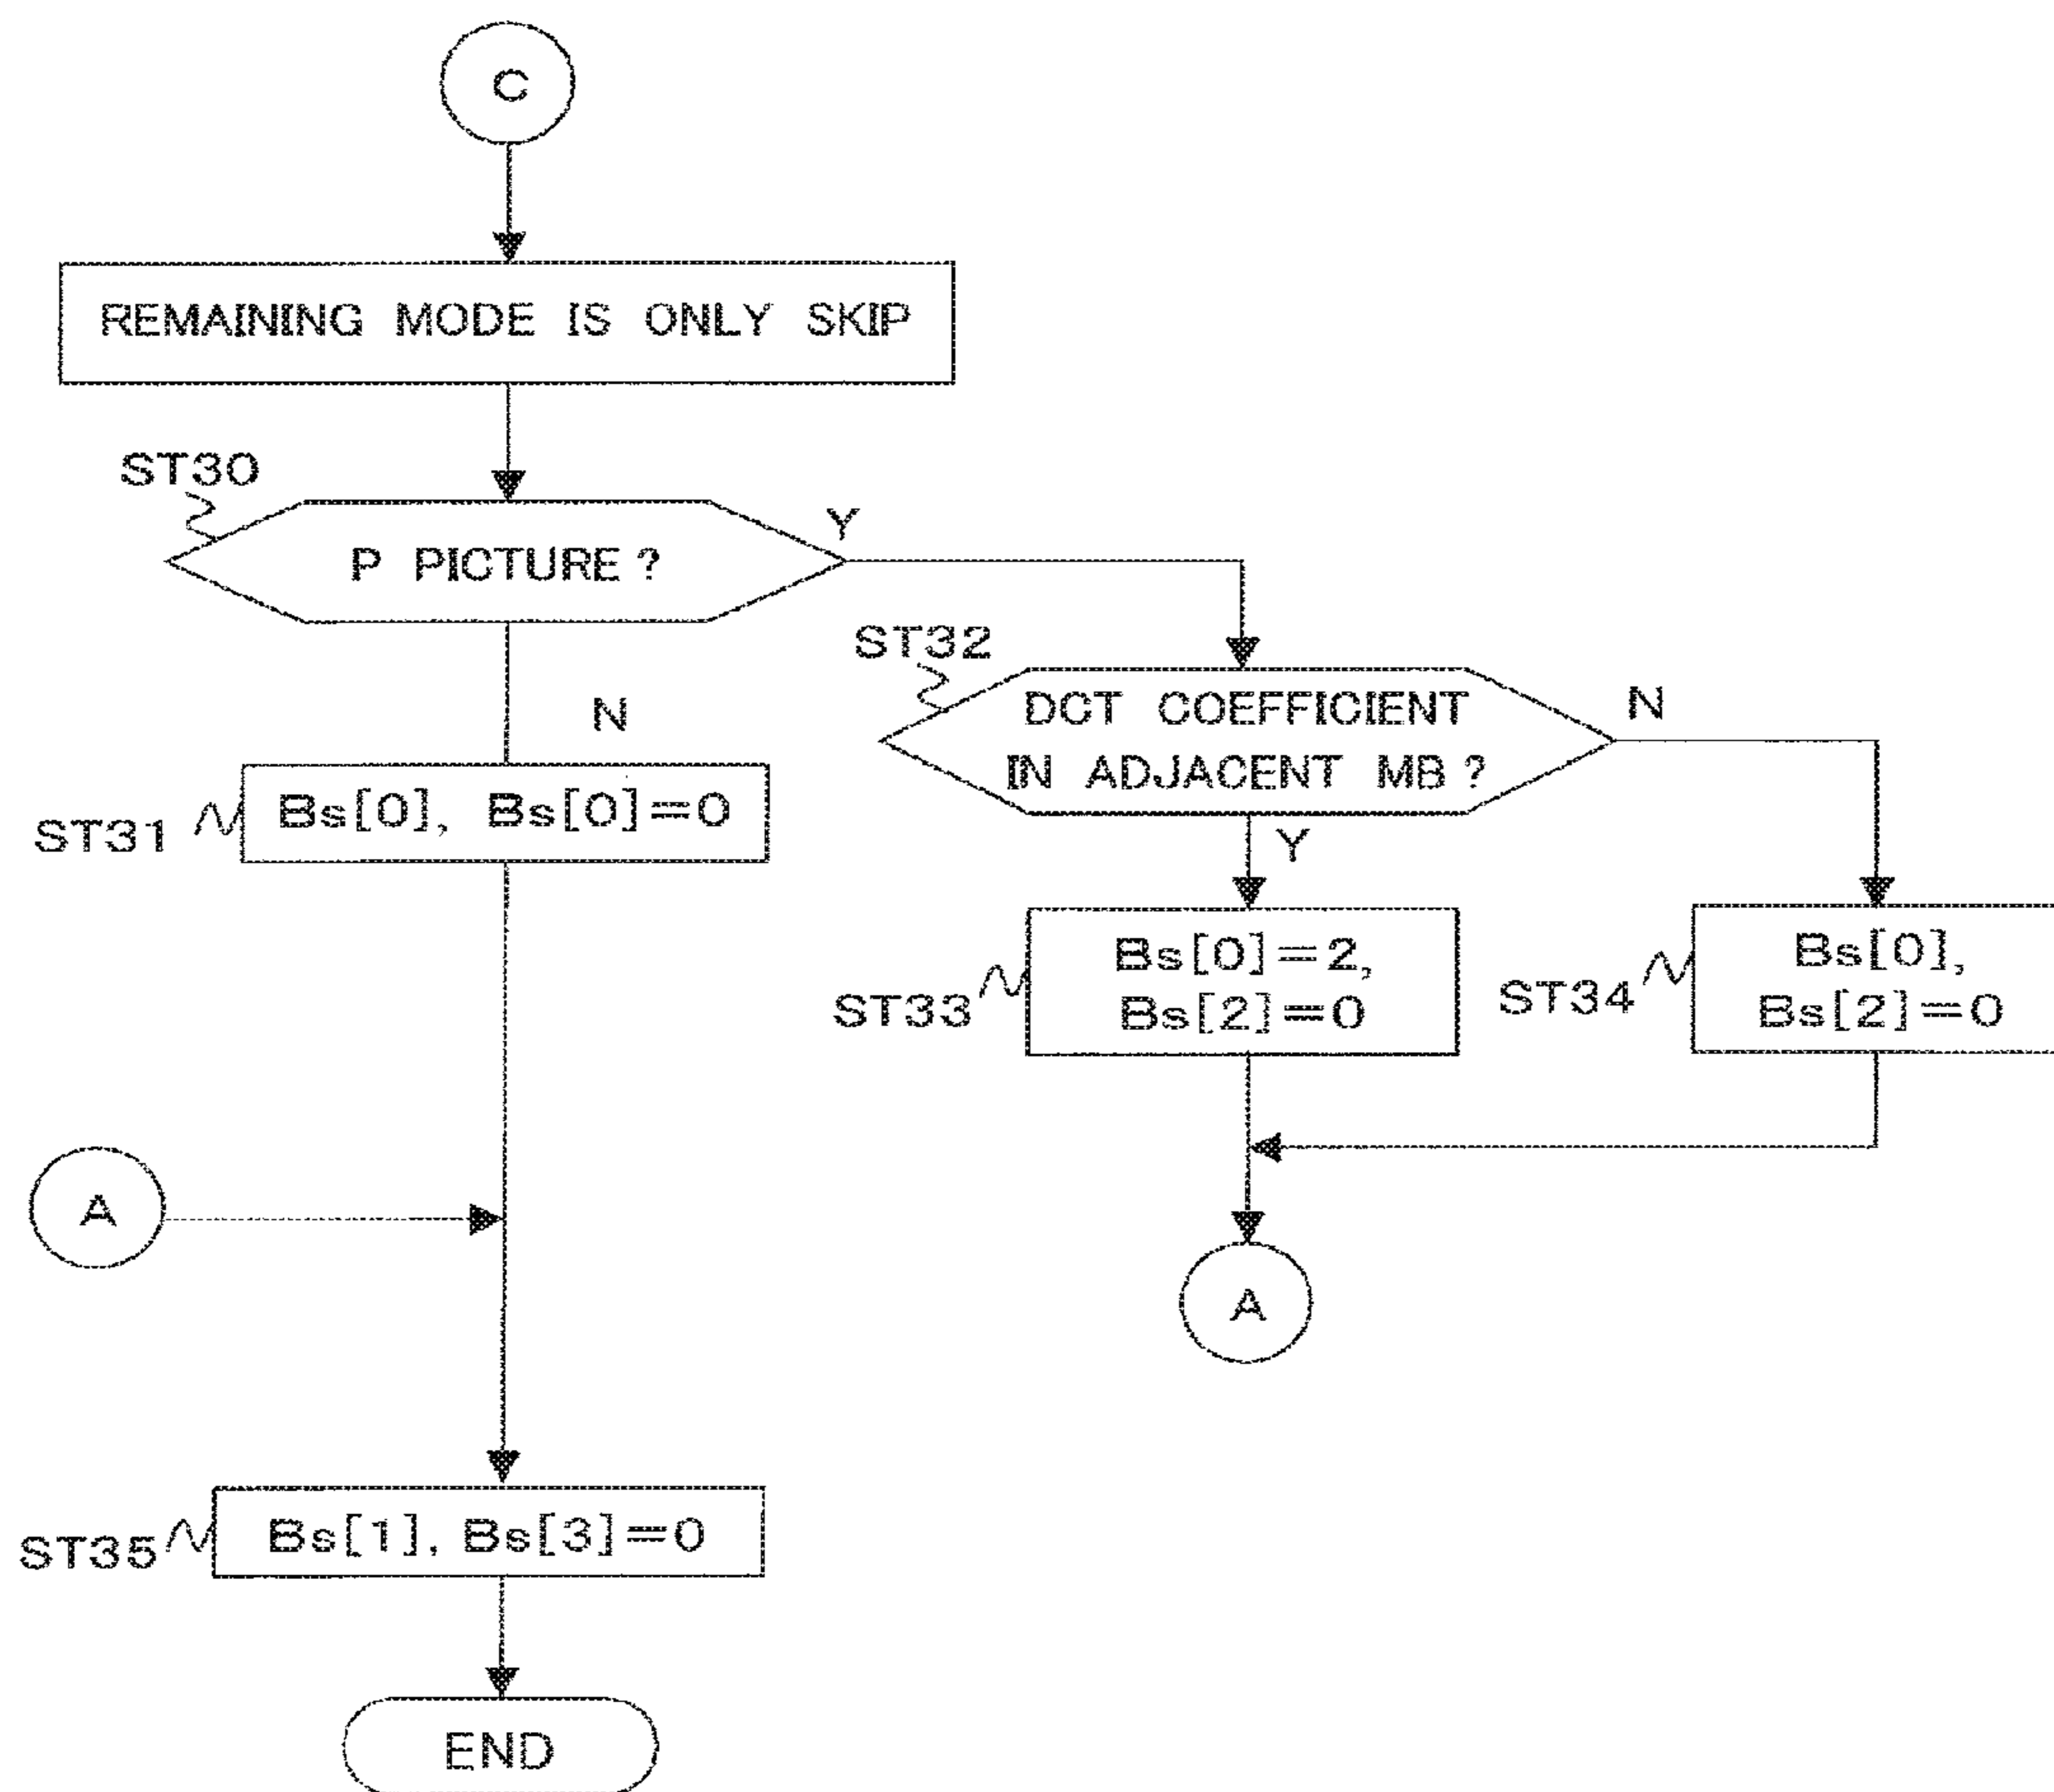 C
REMAINING MODE IS ONLY SKIP
ST30
P PICTURE ?
Y
N
ST31
Bs[0], Bs[0]=0
ST32
DCT COEFFICIENT
IN ADJACENT MB ?
N
Y
ST33
Bs[0]=2,
Bs[2]=0
ST34
Bs[0],
Bs[2]=0
A
A
ST35
Bs[1], Bs[3]=0
END